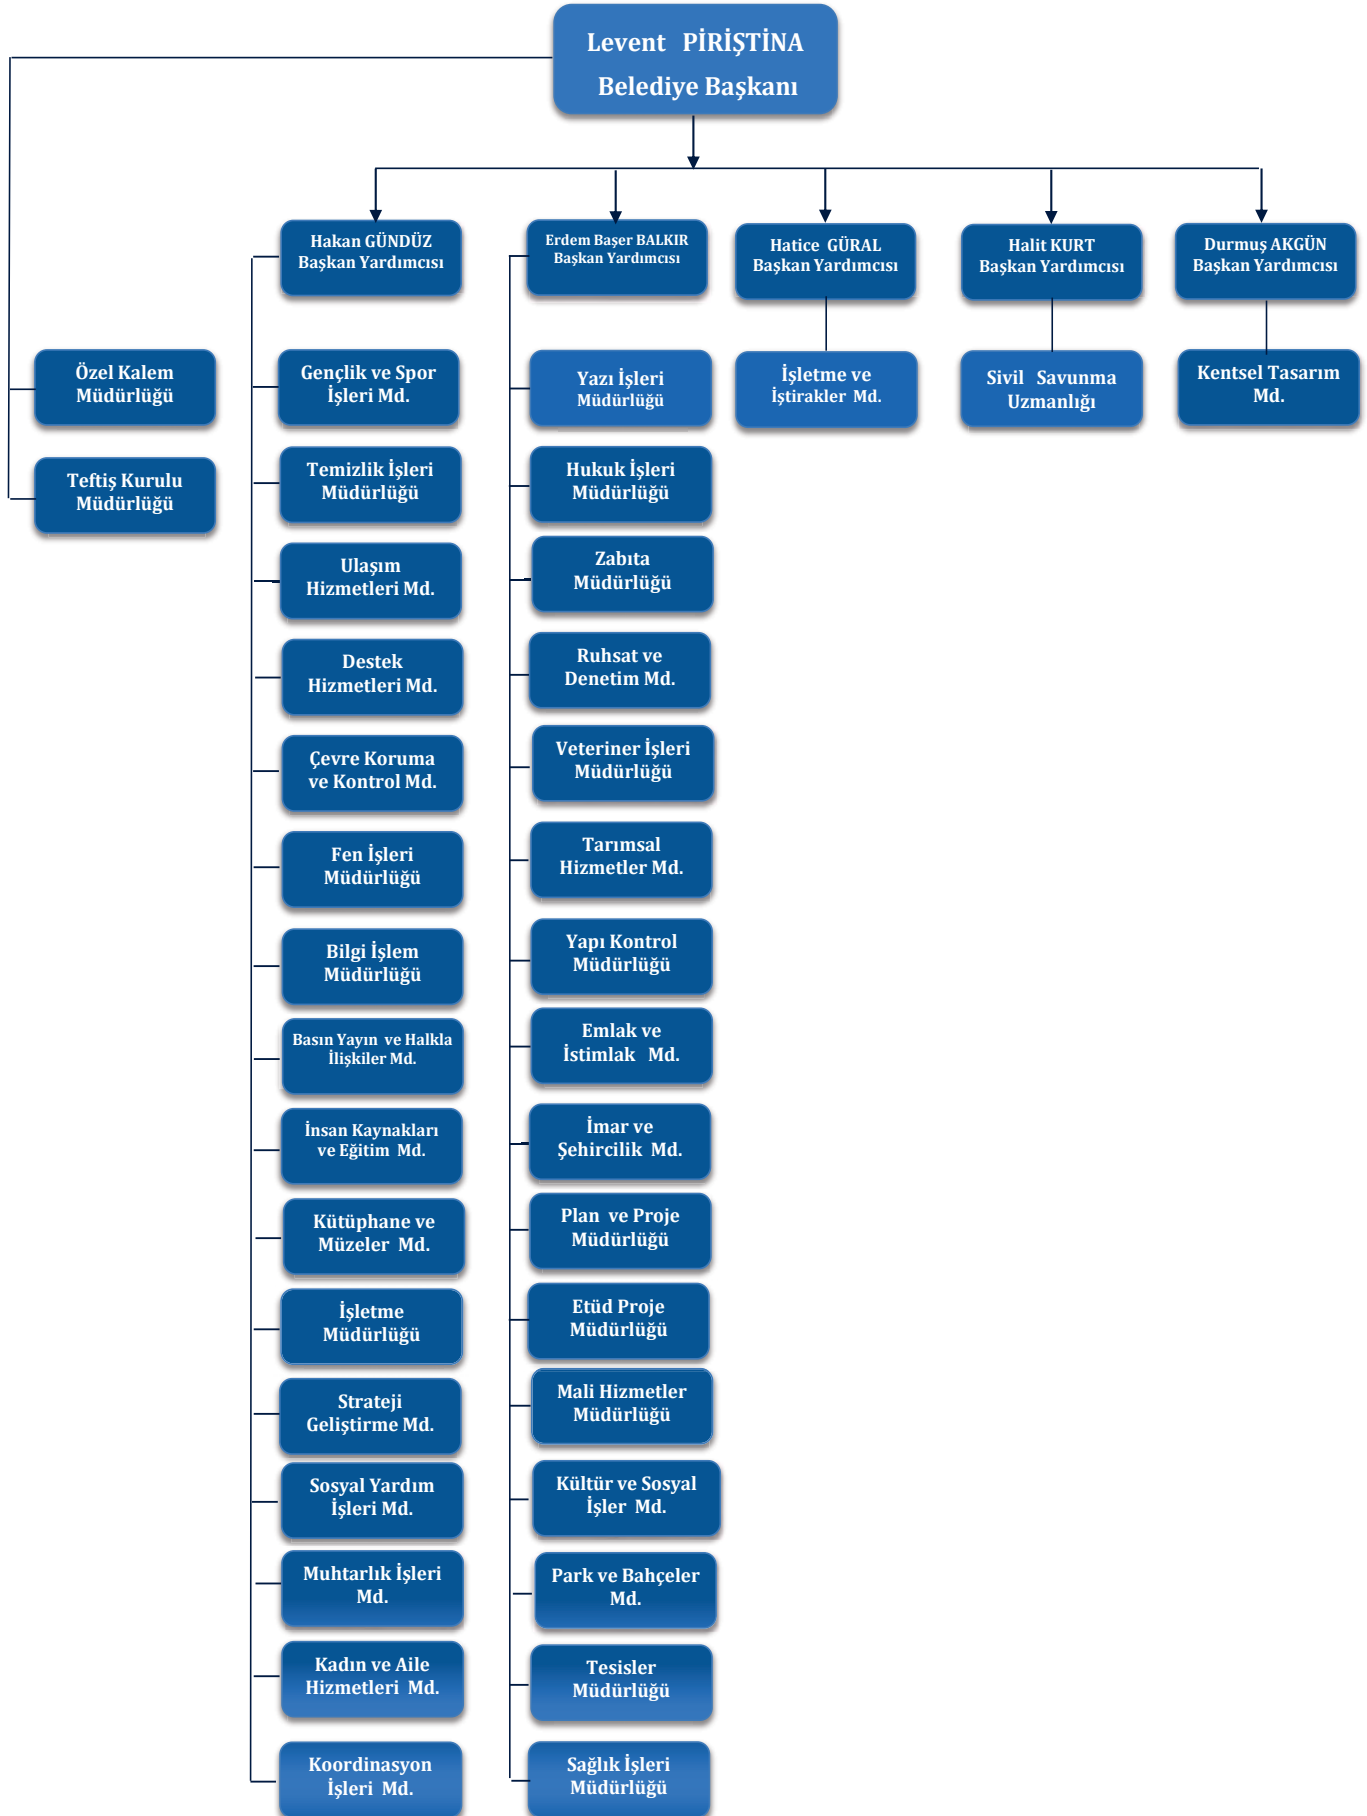 Levent PİRİŞTİNA
Belediye Başkanı
Hakan GÜNDÜZ
Başkan Yardımcısı
Erdem Başer BALKIR
Başkan Yardımcısı
Hatice GÜRAL
Başkan Yardımcısı
Halit KURT
Başkan Yardımcısı
Durmuş AKGÜN
Başkan Yardımcısı
Özel Kalem
Müdürlüğü
Teftiş Kurulu
Müdürlüğü
Gençlik ve Spor
İşleri Md.
Temizlik İşleri
Müdürlüğü
Ulaşım
Hizmetleri Md.
Destek
Hizmetleri Md.
Çevre Koruma
ve Kontrol Md.
Fen İşleri
Müdürlüğü
Bilgi İşlem
Müdürlüğü
Basın Yayın ve Halkla
İlişkiler Md.
İnsan Kaynakları
ve Eğitim Md.
Kütüphane ve
Müzeler Md.
İşletme
Müdürlüğü
Strateji
Geliştirme Md.
Sosyal Yardım
İşleri Md.
Muhtarlık İşleri
Md.
Kadın ve Aile
Hizmetleri Md.
Koordinasyon
İşleri Md.
Yazı İşleri
Müdürlüğü
Hukuk İşleri
Müdürlüğü
Zabıta
Müdürlüğü
Ruhsat ve
Denetim Md.
Veteriner İşleri
Müdürlüğü
Tarımsal
Hizmetler Md.
Yapı Kontrol
Müdürlüğü
Emlak ve
İstimlak Md.
İmar ve
Şehircilik Md.
Plan ve Proje
Müdürlüğü
Etüd Proje
Müdürlüğü
Mali Hizmetler
Müdürlüğü
Kültür ve Sosyal
İşler Md.
Park ve Bahçeler
Md.
Tesisler
Müdürlüğü
Sağlık İşleri
Müdürlüğü
İşletme ve
İştirakler Md.
Sivil Savunma
Uzmanlığı
Kentsel Tasarım
Md.